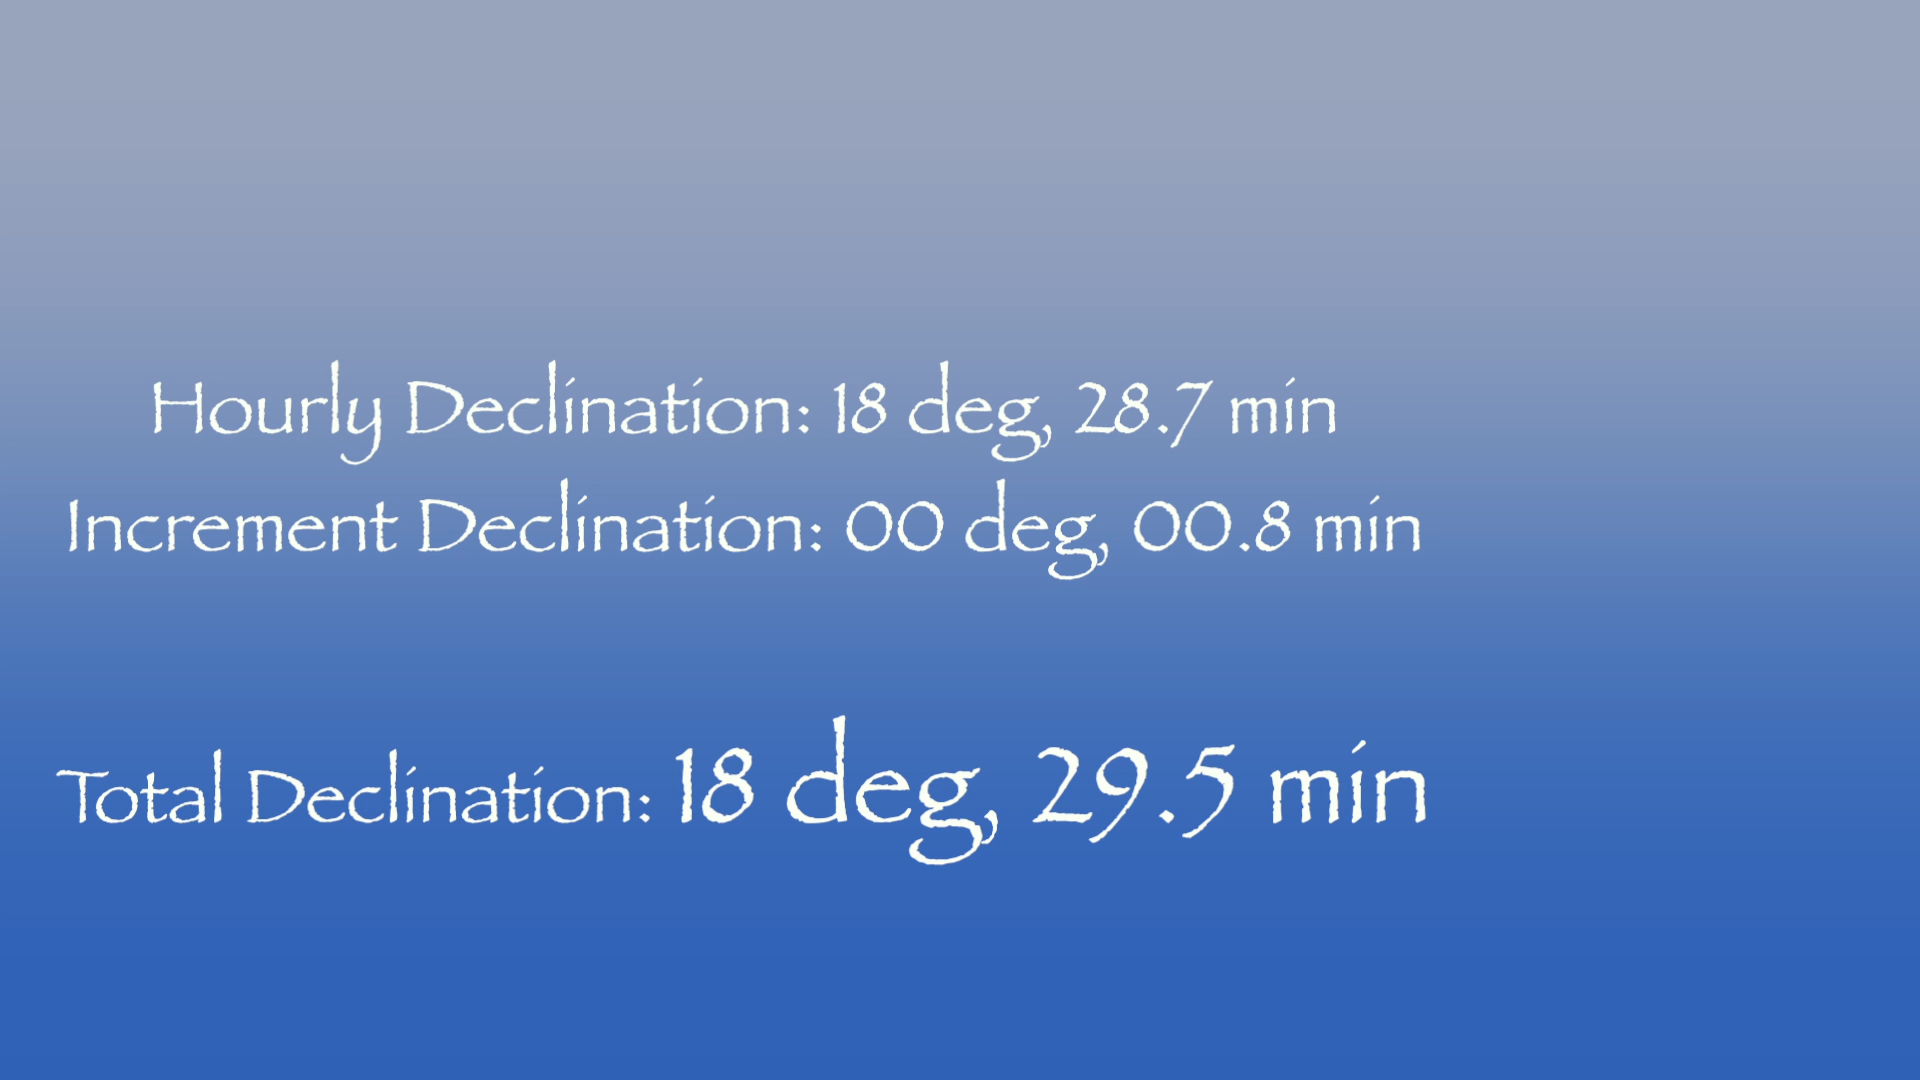 Hourly Declination: 18 deg, 28.7 min
Increment Declination: 00 deg, 00.8 min
Total Declination: 18 deg, 29.5 min